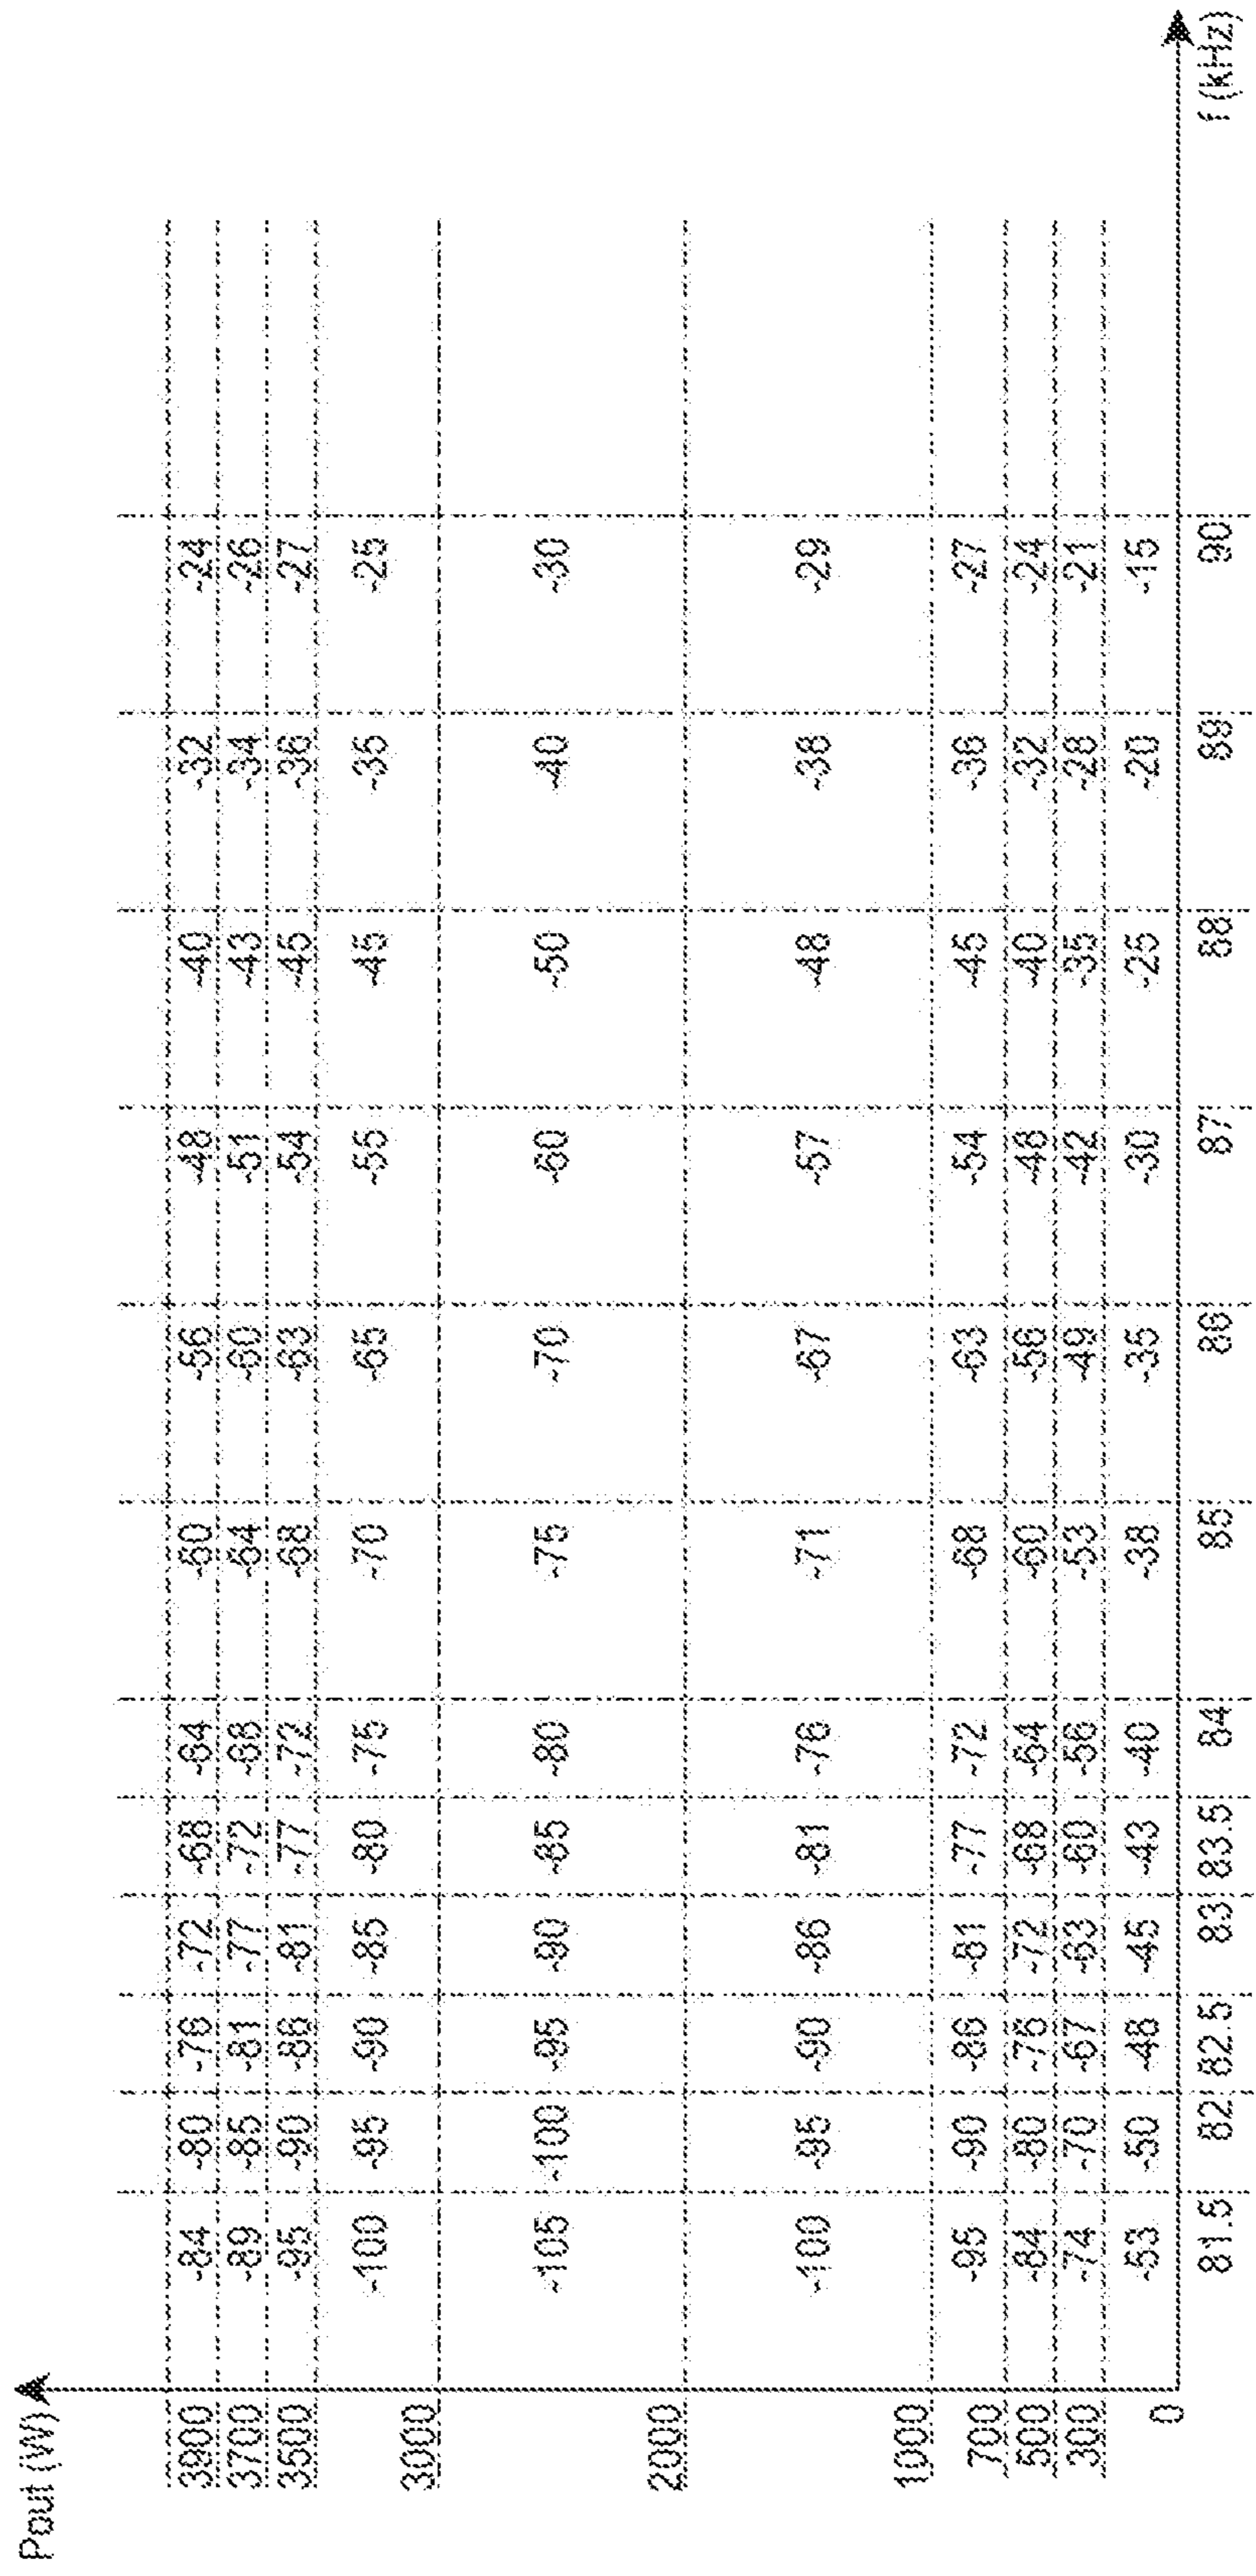 Pout (W)
3900 -84 -80 -76 -72 -68 -64 -60 -56 -48 -40 -32 -24
3700 -89 -85 -81 -77 -72 -68 -64 -60 -51 -43 -34 -26
3500 -95 -90 -86 -81 -77 -72 -68 -63 -54 -45 -36 -27
-100 -95 -90 -85 -80 -75 -70 -65 -55 -45 -35 -25
3000
-105 -100 -95 -90 -85 -80 -75 -70 -60 -50 -40 -30
2000
-100 -95 -90 -86 -81 -76 -71 -67 -57 -48 -38 -29
1000
-95 -90 -86 -81 -77 -72 -68 -63 -54 -45 -36 -27
700
500 -84 -80 -76 -72 -68 -64 -60 -56 -48 -40 -32 -24
300 -74 -70 -67 -63 -60 -56 -53 -49 -42 -35 -28 -21
-53 -50 -48 -45 -43 -40 -38 -35 -30 -25 -20 -15
0
81.5 82 82.5 83 83.5 84 85 86 87 88 89 90 f (kHz)